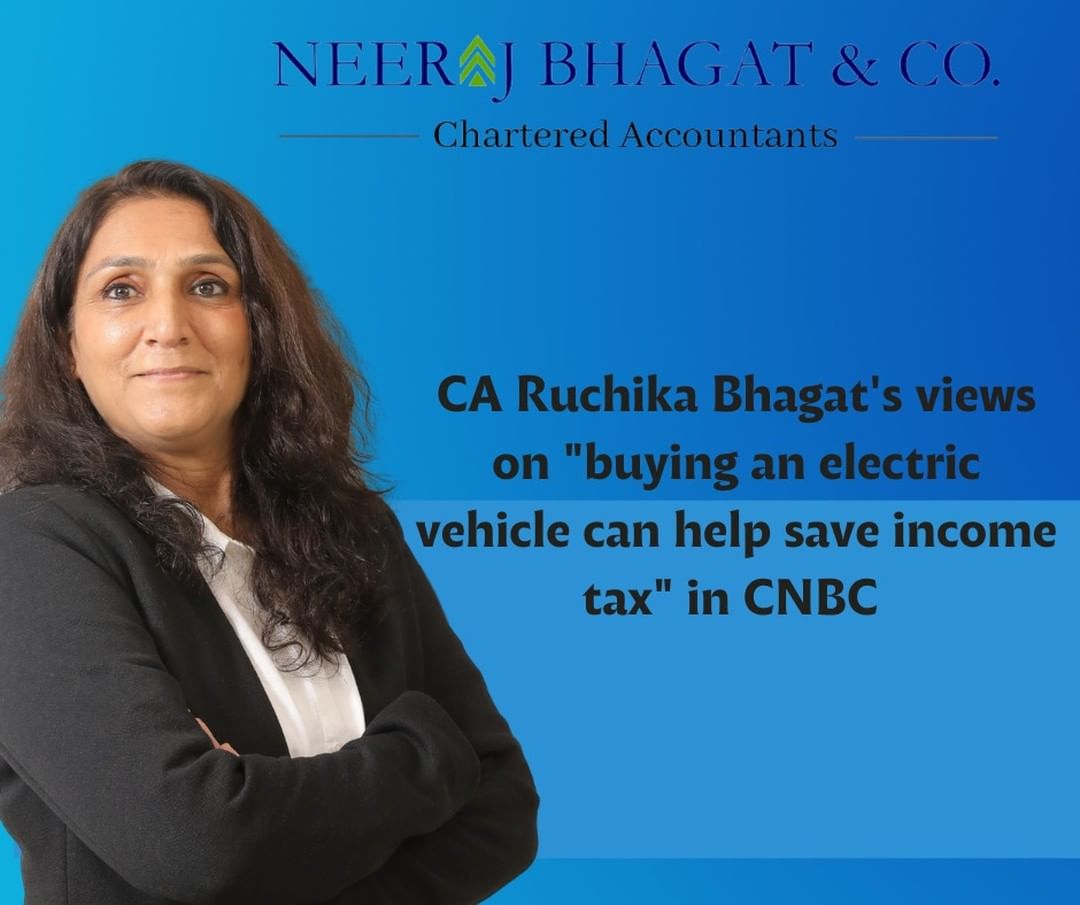 NEERAJ BHAGAT & CO.
Chartered Accountants
CA Ruchika Bhagat's views
on "buying an electric
vehicle can help save income
tax" in CNBC